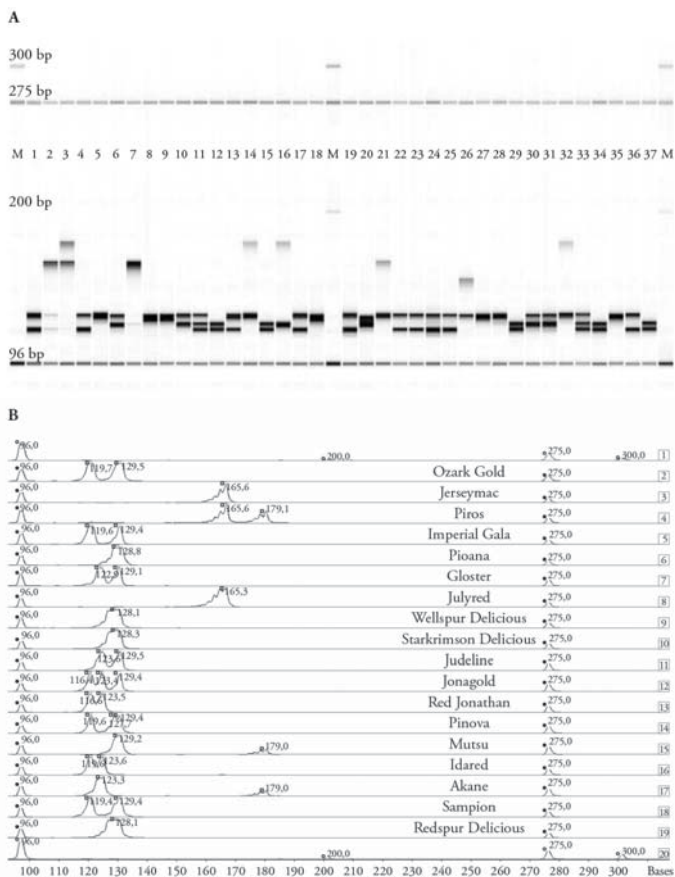 A
300 bp
275 bp
M 1 2 3 4 5 6 7 8 9 10 11 12 13 14 15 16 17 18 M 19 20 21 22 23 24 25 26 27 28 29 30 31 32 33 34 35 36 37 M
200 bp
96 bp
B
96,0 200,0 275,0 300,0 1
96,0 119,7 129,5 Ozark Gold 275,0 2
96,0 165,6 Jerseymac 275,0 3
96,0 165,6 179,1 Piros 275,0 4
96,0 119,6 129,4 Imperial Gala 275,0 5
96,0 128,8 Pioana 275,0 6
96,0 129,1 Gloster 275,0 7
96,0 165,3 Julyred 275,0 8
96,0 128,1 Wellspur Delicious 275,0 9
96,0 128,3 Starkrimson Delicious 275,0 10
96,0 129,5 Judeline 275,0 11
96,0 123,4 129,4 Jonagold 275,0 12
96,0 123,5 Red Jonathan 275,0 13
96,0 119,6 129,4 Pinova 275,0 14
96,0 129,2 179,0 Mutsu 275,0 15
96,0 123,6 Idared 275,0 16
96,0 123,3 179,0 Akane 275,0 17
96,0 119,4 129,4 Sampion 275,0 18
96,0 128,1 Redspur Delicious 275,0 19
96,0 200,0 275,0 300,0 20
100 110 120 130 140 150 160 170 180 190 200 210 220 230 240 250 260 270 280 290 300 310 Bases